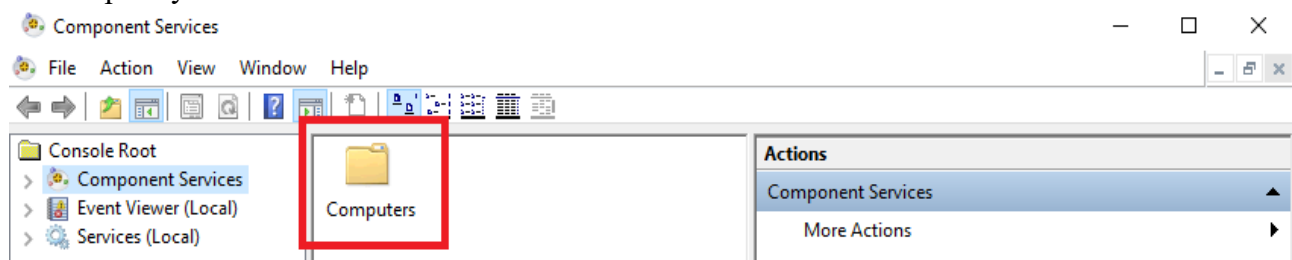 Component Services
File Action View Window Help
Console Root
Component Services
Event Viewer (Local)
Services (Local)
Computers
Actions
Component Services
More Actions